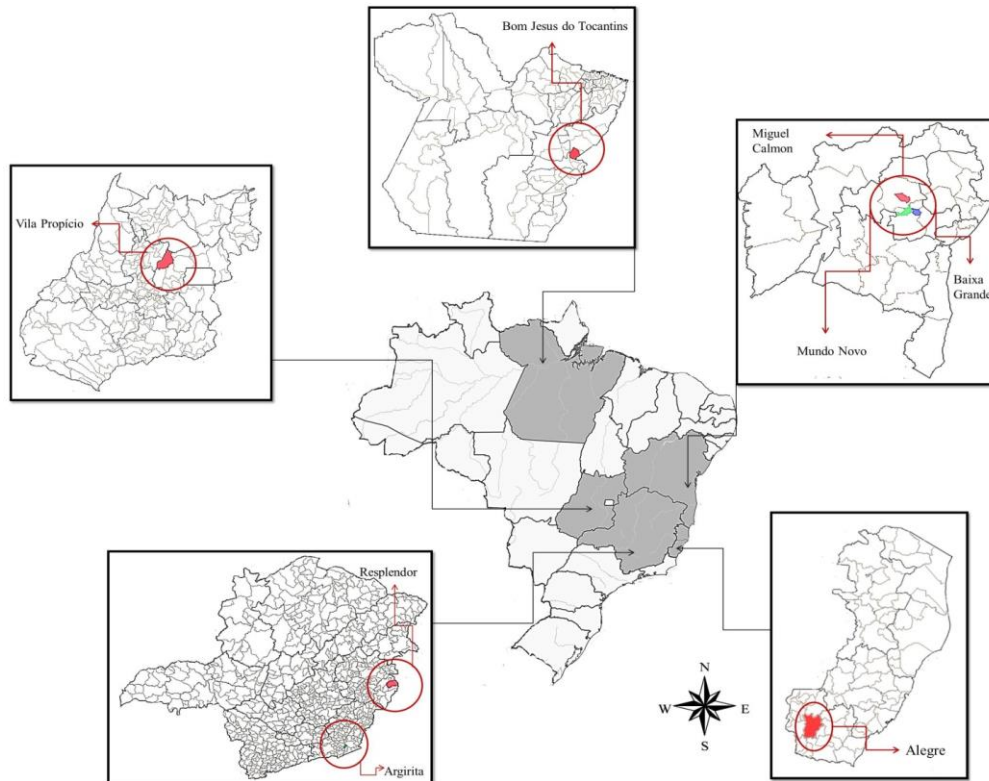 Bom Jesus do Tocantins
Miguel
Calmon
Vila Propício
Baixa
Grande
Mundo Novo
Resplendor
N
W
E
S
Argirita
Alegre